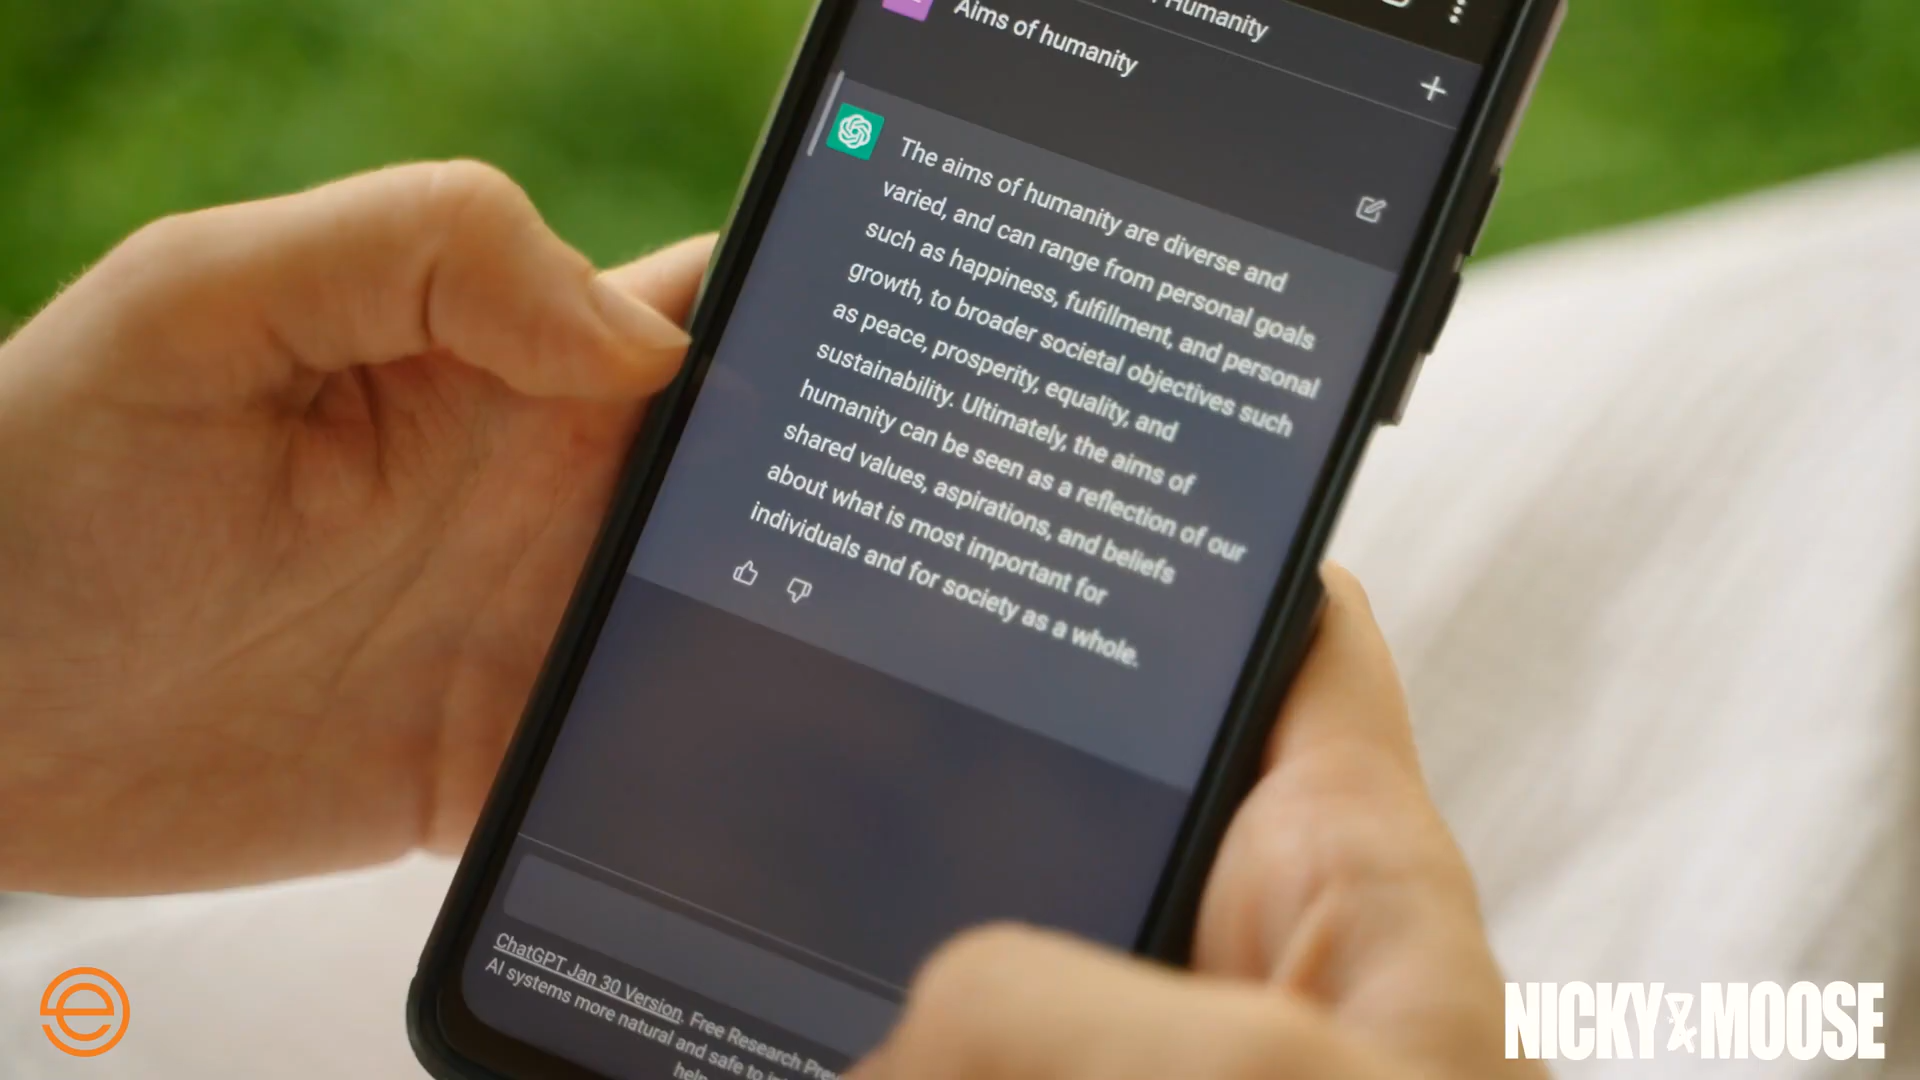 Humanity
Aims of humanity
The aims of humanity are diverse and
varied, and can range from personal goals
such as happiness, fulfillment, and personal
growth, to broader societal objectives such
as peace, prosperity, equality, and
sustainability. Ultimately, the aims of
humanity can be seen as a reflection of our
shared values, aspirations, and beliefs
about what is most important for
individuals and for society as a whole.
ChatGPT Jan 30 Version. Free Research
AI systems more natural and safe to
NICKY & MOOSE